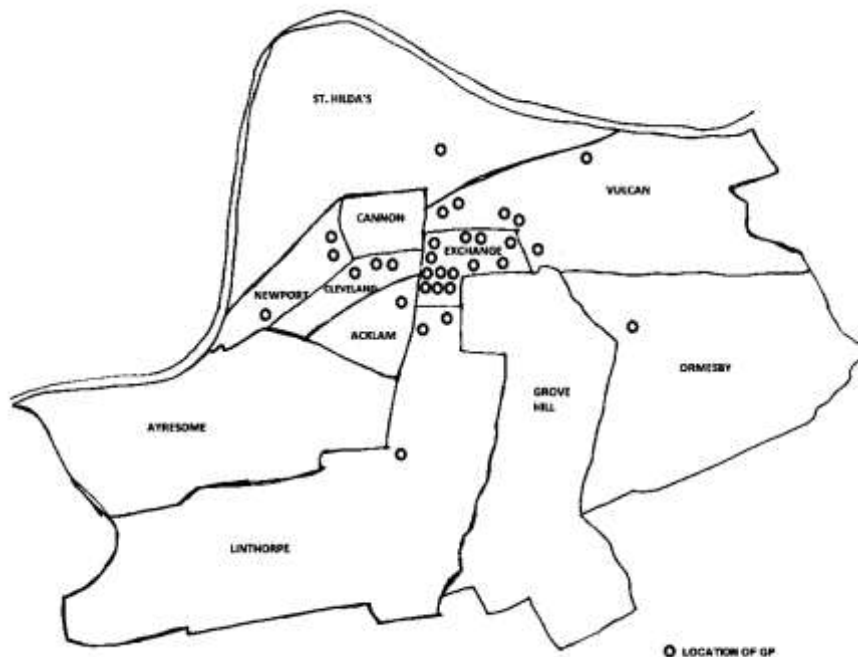 ST. HILDA'S
VULCAN
CANNON
EXCHANGE
CLEVELAND
NEWPORT
ACKLAM
ORMESBY
GROVE
HILL
AYRESOME
LINTHORPE
LOCATION OF GP